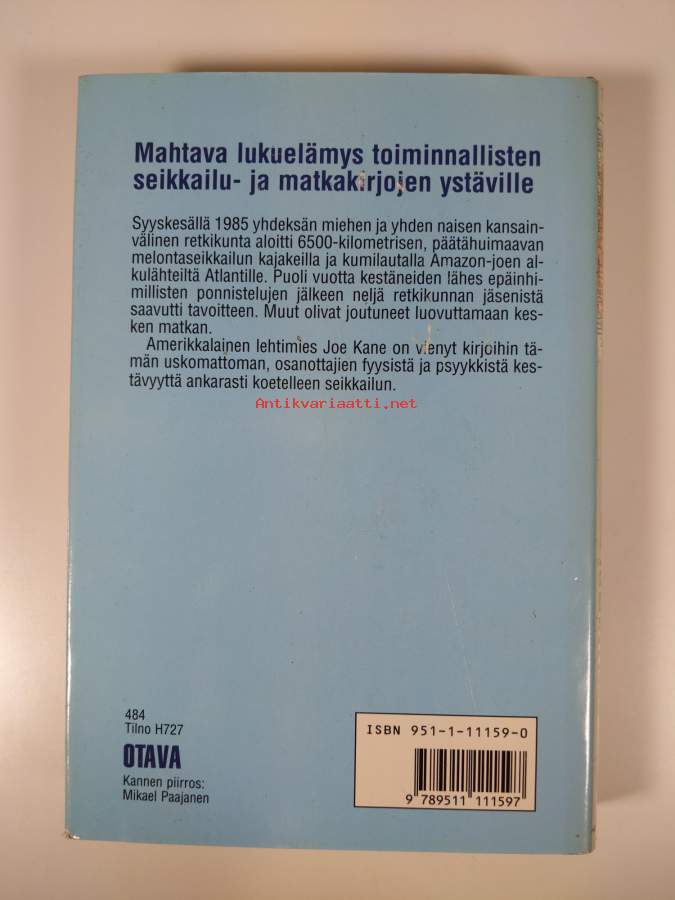 Mahtava lukuelämys toiminnallisten
seikkailu- ja matkakirjojen ystäville
Syyskesällä 1985 yhdeksän miehen ja yhden naisen kansain-
välinen retkikunta aloitti 6500-kilometrisen, päätähuimaavan
melontaseikkailun kajakeilla ja kumilautalla Amazon-joen al-
kulähteiltä Atlantille. Puoli vuotta kestäneiden lähes epäinhi-
millisten ponnistelujen jälkeen neljä retkikunnan jäsenistä
saavutti tavoitteen. Muut olivat joutuneet luovuttamaan kes-
ken matkan.
Amerikkalainen lehtimies Joe Kane on vienyt kirjoihin tä-
män uskomattoman, osanottajien fyysistä ja psyykkistä kes-
tävyyttä ankarasti koetelleen seikkailun.
Antikvariaatti.net
484
Tilno H727
OTAVA
Kannen piirros:
Mikael Paajanen
ISBN 951-1-11159-0
9 789511 111597